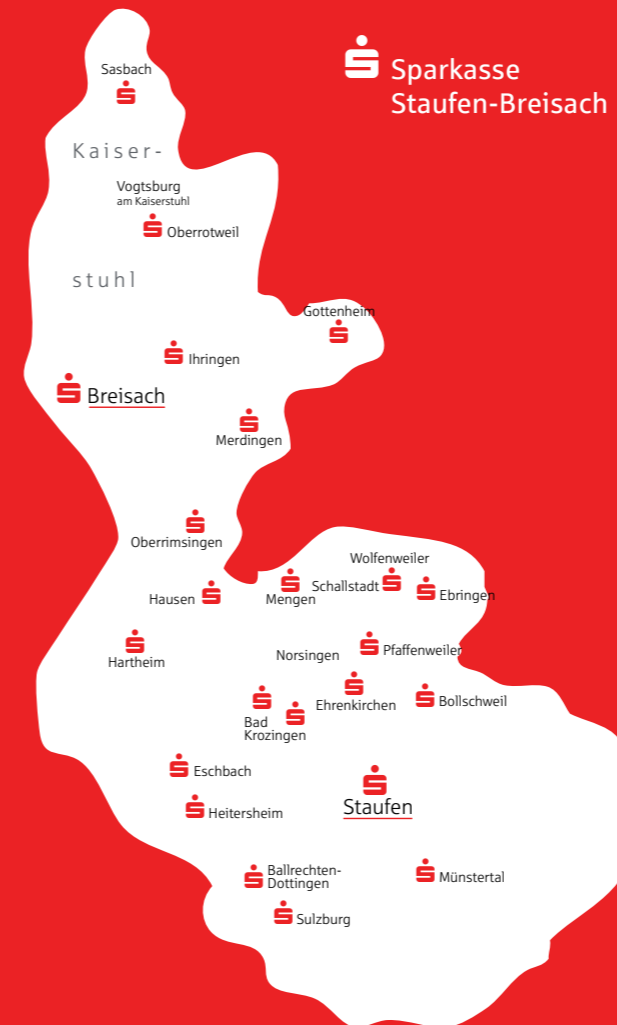 Sparkasse
Staufen-Breisach
Sasbach
Kaiser-
Vogtsburg
am Kaiserstuhl
Oberrotweil
stuhl
Gottenheim
Ihringen
Breisach
Merdingen
Oberrimsingen
Wolfenweiler
Schallstadt
Hausen
Mengen
Ebringen
Hartheim
Norsingen
Pfaffenweiler
Ehrenkirchen
Bollschweil
Bad
Krozingen
Eschbach
Staufen
Heitersheim
Ballrechten-
Dottingen
Münstertal
Sulzburg